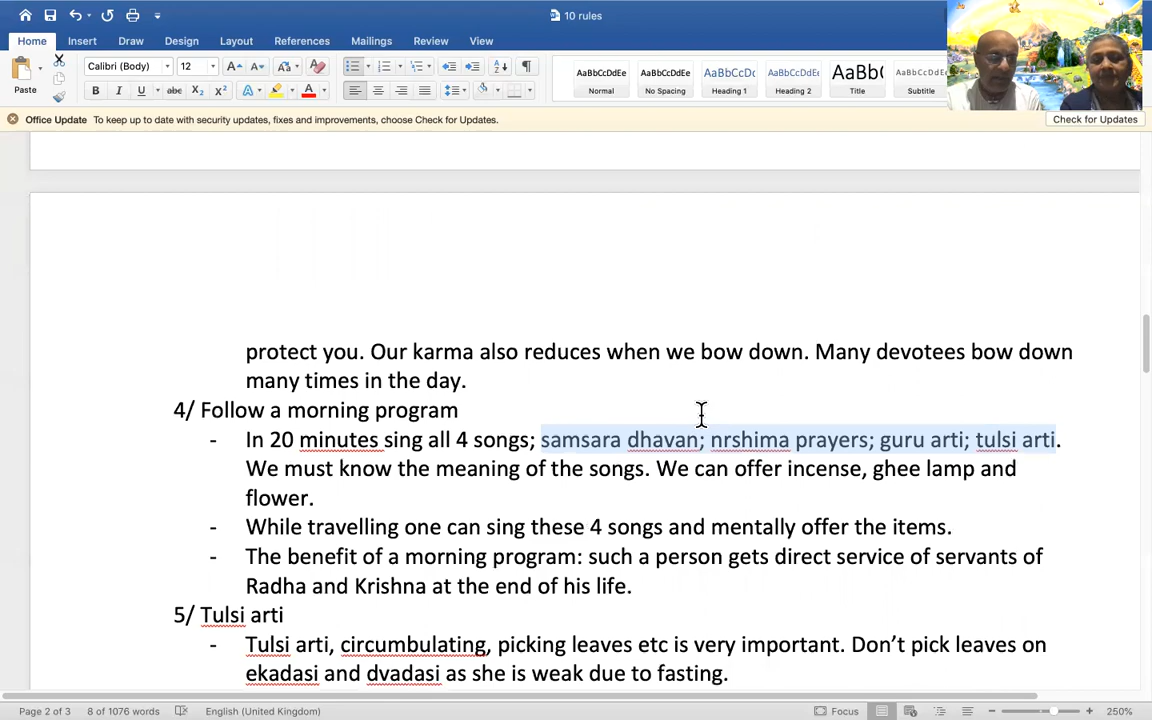 10 rules
Home Insert Draw Design Layout References Mailings Review View
Paste
Calibri (Body) 12
AaBbCcDdEe AaBbCcDdEe AaBbCcDc AaBbCcDdEe AaBb( AaBbCcDdEe
Normal No Spacing Heading 1 Heading 2 Title Subtitle
Office Update To keep up to date with security updates, fixes and improvements, choose Check for Updates.
Check for Updates
protect you. Our karma also reduces when we bow down. Many devotees bow down
many times in the day.
4/ Follow a morning program
- In 20 minutes sing all 4 songs; samsara dhavan; nrshima prayers; guru arti; tulsi arti.
We must know the meaning of the songs. We can offer incense, ghee lamp and
flower.
- While travelling one can sing these 4 songs and mentally offer the items.
- The benefit of a morning program: such a person gets direct service of servants of
Radha and Krishna at the end of his life.
5/ Tulsi arti
- Tulsi arti, circumbulating, picking leaves etc is very important. Don't pick leaves on
ekadasi and dvadasi as she is weak due to fasting.
Page 2 of 3 8 of 1076 words English (United Kingdom) Focus 250%